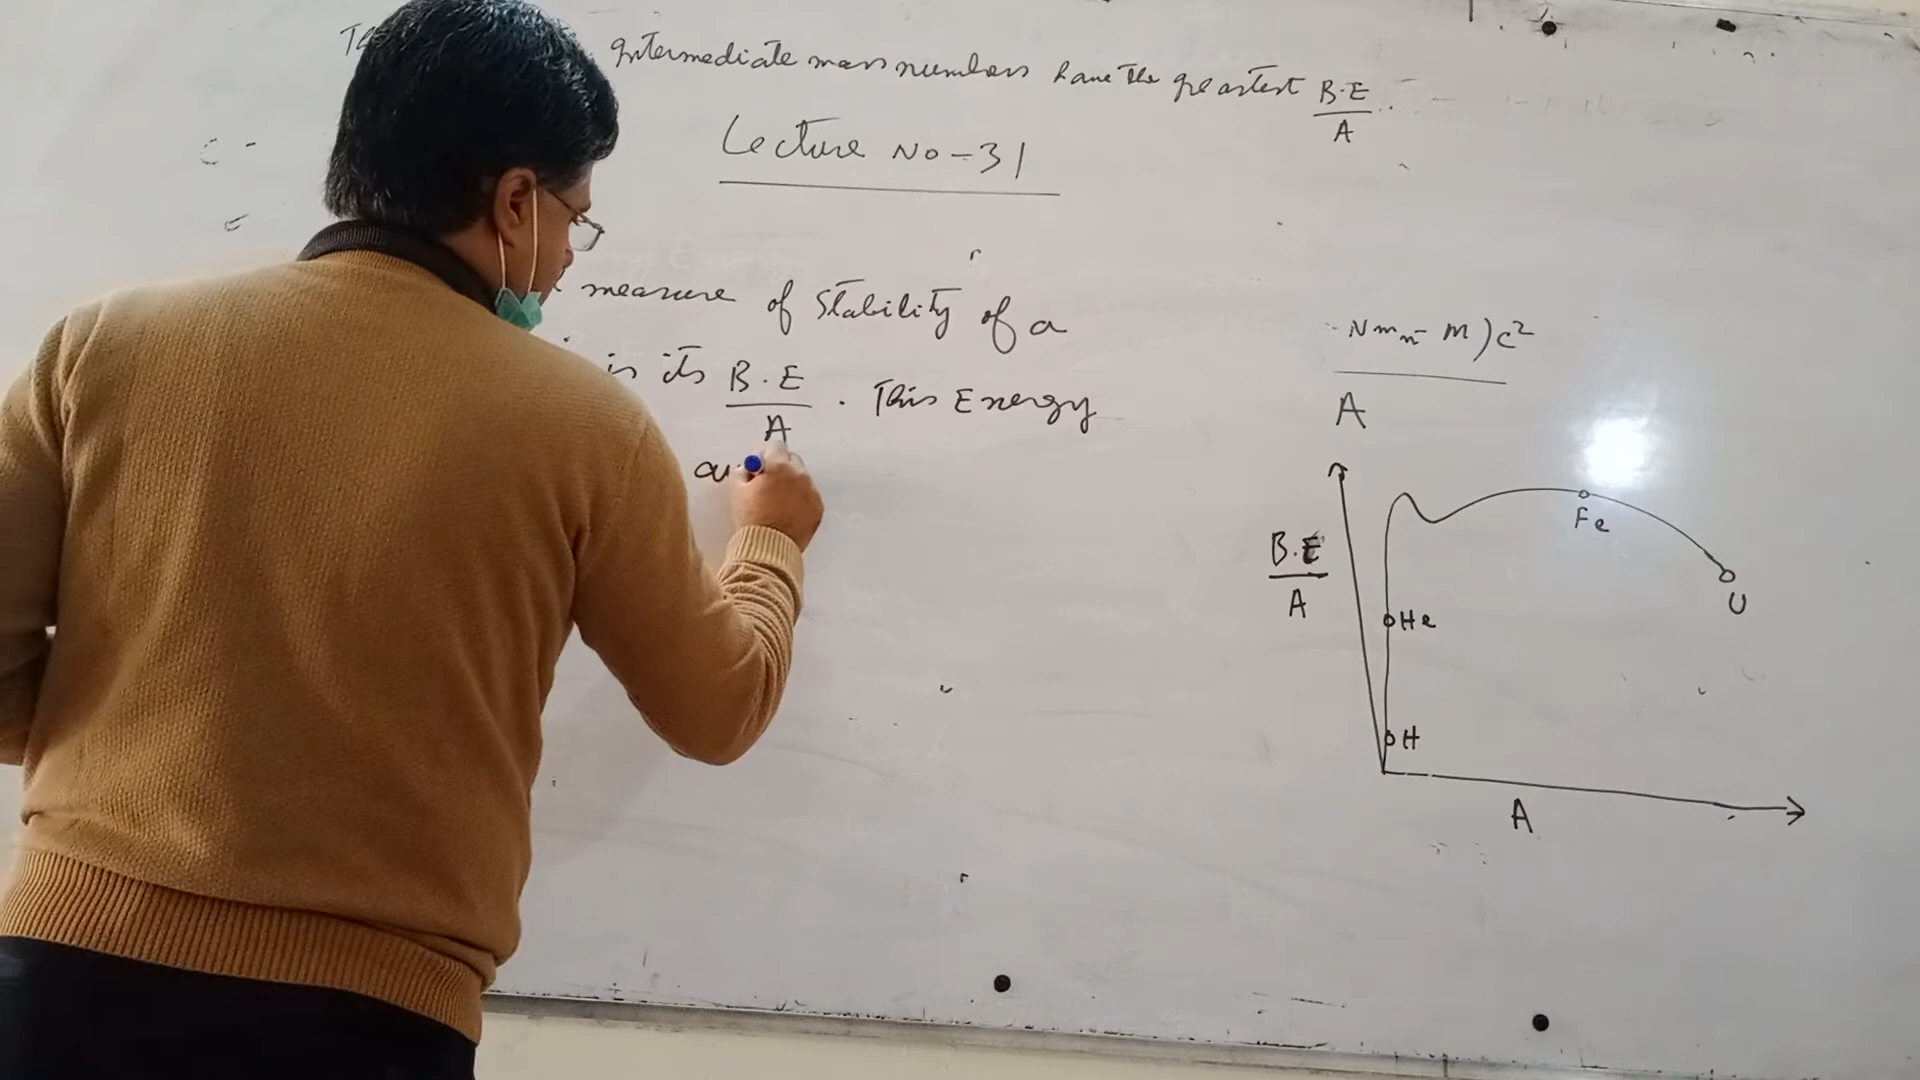 Intermediate mass numbers have the greatest B.E
A
Lecture No-31
measure of Stability of a
is its B.E . This Energy
A
Nmn - M)c²
A
B.E
A
Fe
U
He
H
A